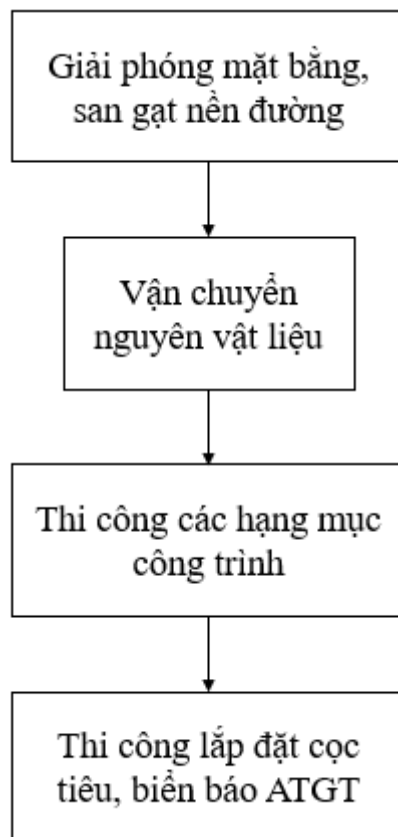 Giải phóng mặt bằng,
san gạt nền đường
Vận chuyển
nguyên vật liệu
Thi công các hạng mục
công trình
Thi công lắp đặt cọc
tiêu, biển báo ATGT